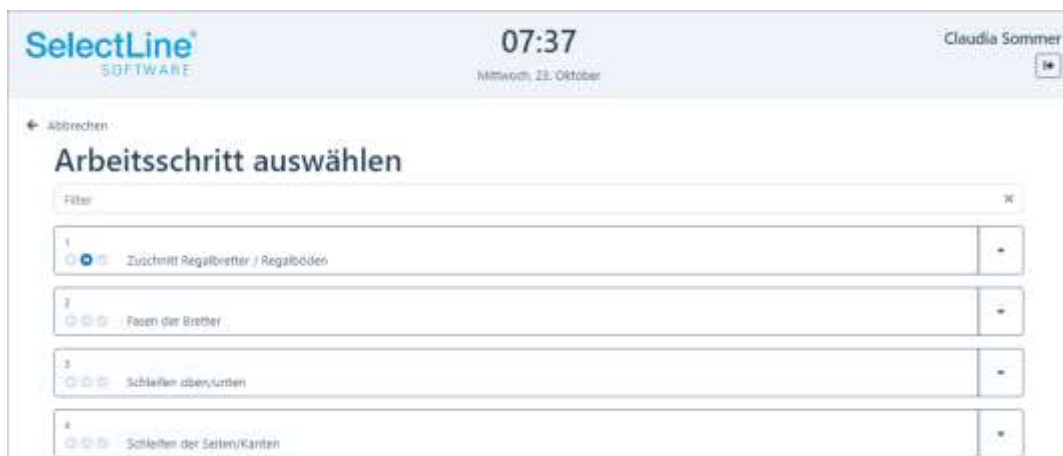 SelectLine
SOFTWARE
07:37
Mittwoch, 23. Oktober
Claudia Sommer
Abbrechen
Arbeitsschritt auswählen
Filter
1
Zuschnitt Regalbretter / Regalböden
2
Fasen der Bretter
3
Schleifen oben/unten
4
Schleifen der Seiten/Kanten